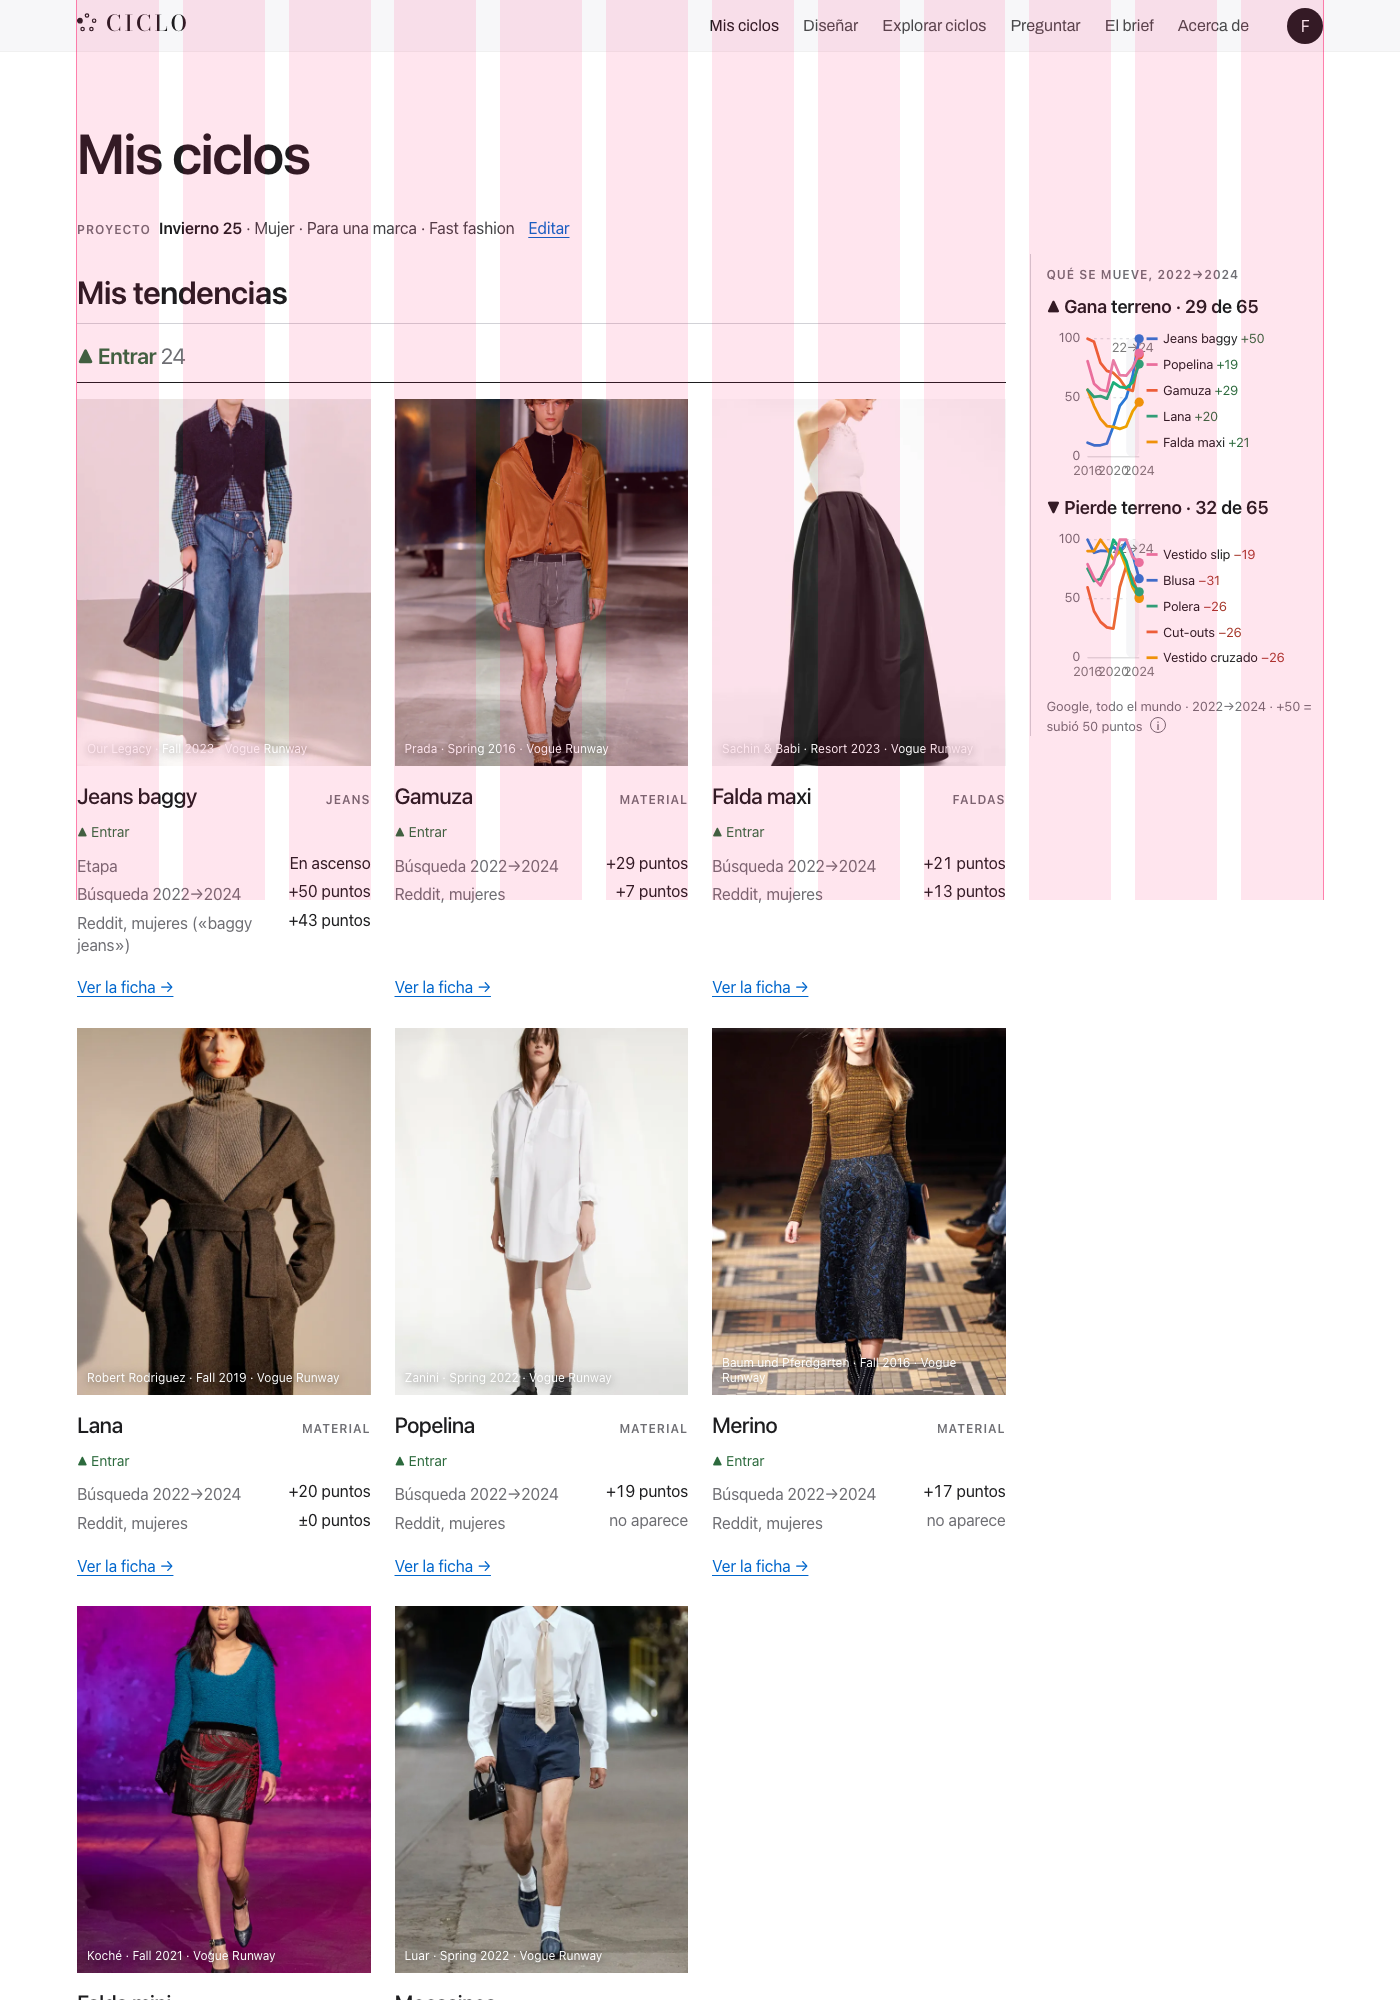 CICLO
Mis ciclos Diseñar Explorar ciclos Preguntar El brief Acerca de F
Mis ciclos
PROYECTO Invierno 25 · Mujer · Para una marca · Fast fashion Editar
Mis tendencias
▲ Entrar 24
Our Legacy · Fall 2023 · Vogue Runway
Prada · Spring 2016 · Vogue Runway
Sachin & Babi · Resort 2023 · Vogue Runway
Jeans baggy JEANS
▲ Entrar
Etapa En ascenso
Búsqueda 2022→2024 +50 puntos
Reddit, mujeres («baggy jeans») +43 puntos
Ver la ficha →
Gamuza MATERIAL
▲ Entrar
Búsqueda 2022→2024 +29 puntos
Reddit, mujeres +7 puntos
Ver la ficha →
Falda maxi FALDAS
▲ Entrar
Búsqueda 2022→2024 +21 puntos
Reddit, mujeres +13 puntos
Ver la ficha →
Robert Rodriguez · Fall 2019 · Vogue Runway
Zanini · Spring 2022 · Vogue Runway
Baum und Pferdgarten · Fall 2016 · Vogue
Runway
Lana MATERIAL
▲ Entrar
Búsqueda 2022→2024 +20 puntos
Reddit, mujeres ±0 puntos
Ver la ficha →
Popelina MATERIAL
▲ Entrar
Búsqueda 2022→2024 +19 puntos
Reddit, mujeres no aparece
Ver la ficha →
Merino MATERIAL
▲ Entrar
Búsqueda 2022→2024 +17 puntos
Reddit, mujeres no aparece
Ver la ficha →
Koché · Fall 2021 · Vogue Runway
Luar · Spring 2022 · Vogue Runway
Falda mini
Mocasines
QUÉ SE MUEVE, 2022→2024
▲ Gana terreno · 29 de 65
100
50
0
22→24
2016 2020 2024
Jeans baggy +50
Popelina +19
Gamuza +29
Lana +20
Falda maxi +21
▼ Pierde terreno · 32 de 65
100
50
0
→24
2016 2020 2024
Vestido slip −19
Blusa −31
Polera −26
Cut-outs −26
Vestido cruzado −26
Google, todo el mundo · 2022→2024 · +50 =
subió 50 puntos